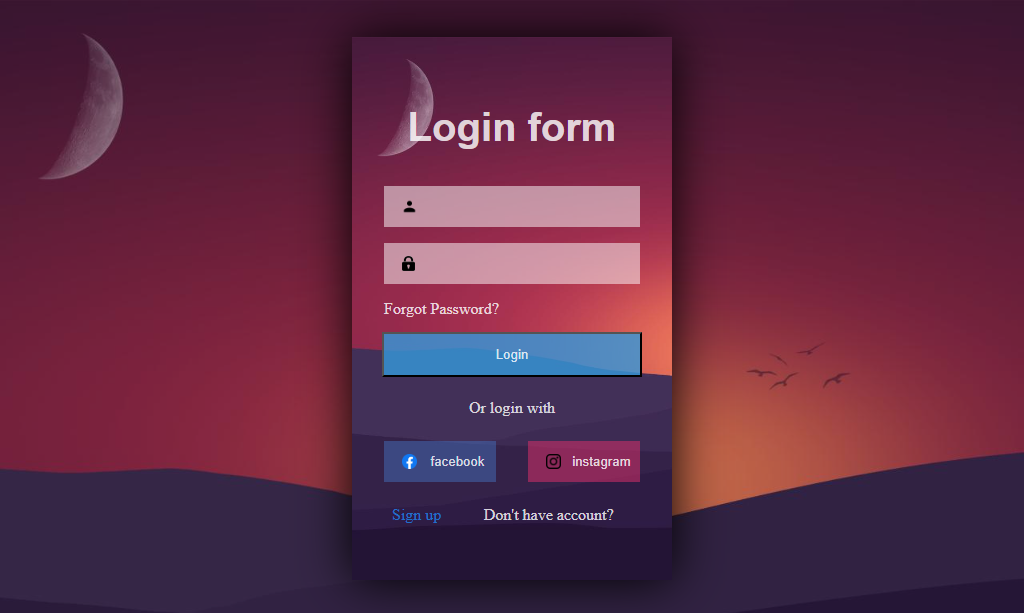 Login form
Forgot Password?
Login
Or login with
facebook instagram
Sign up Don't have account?